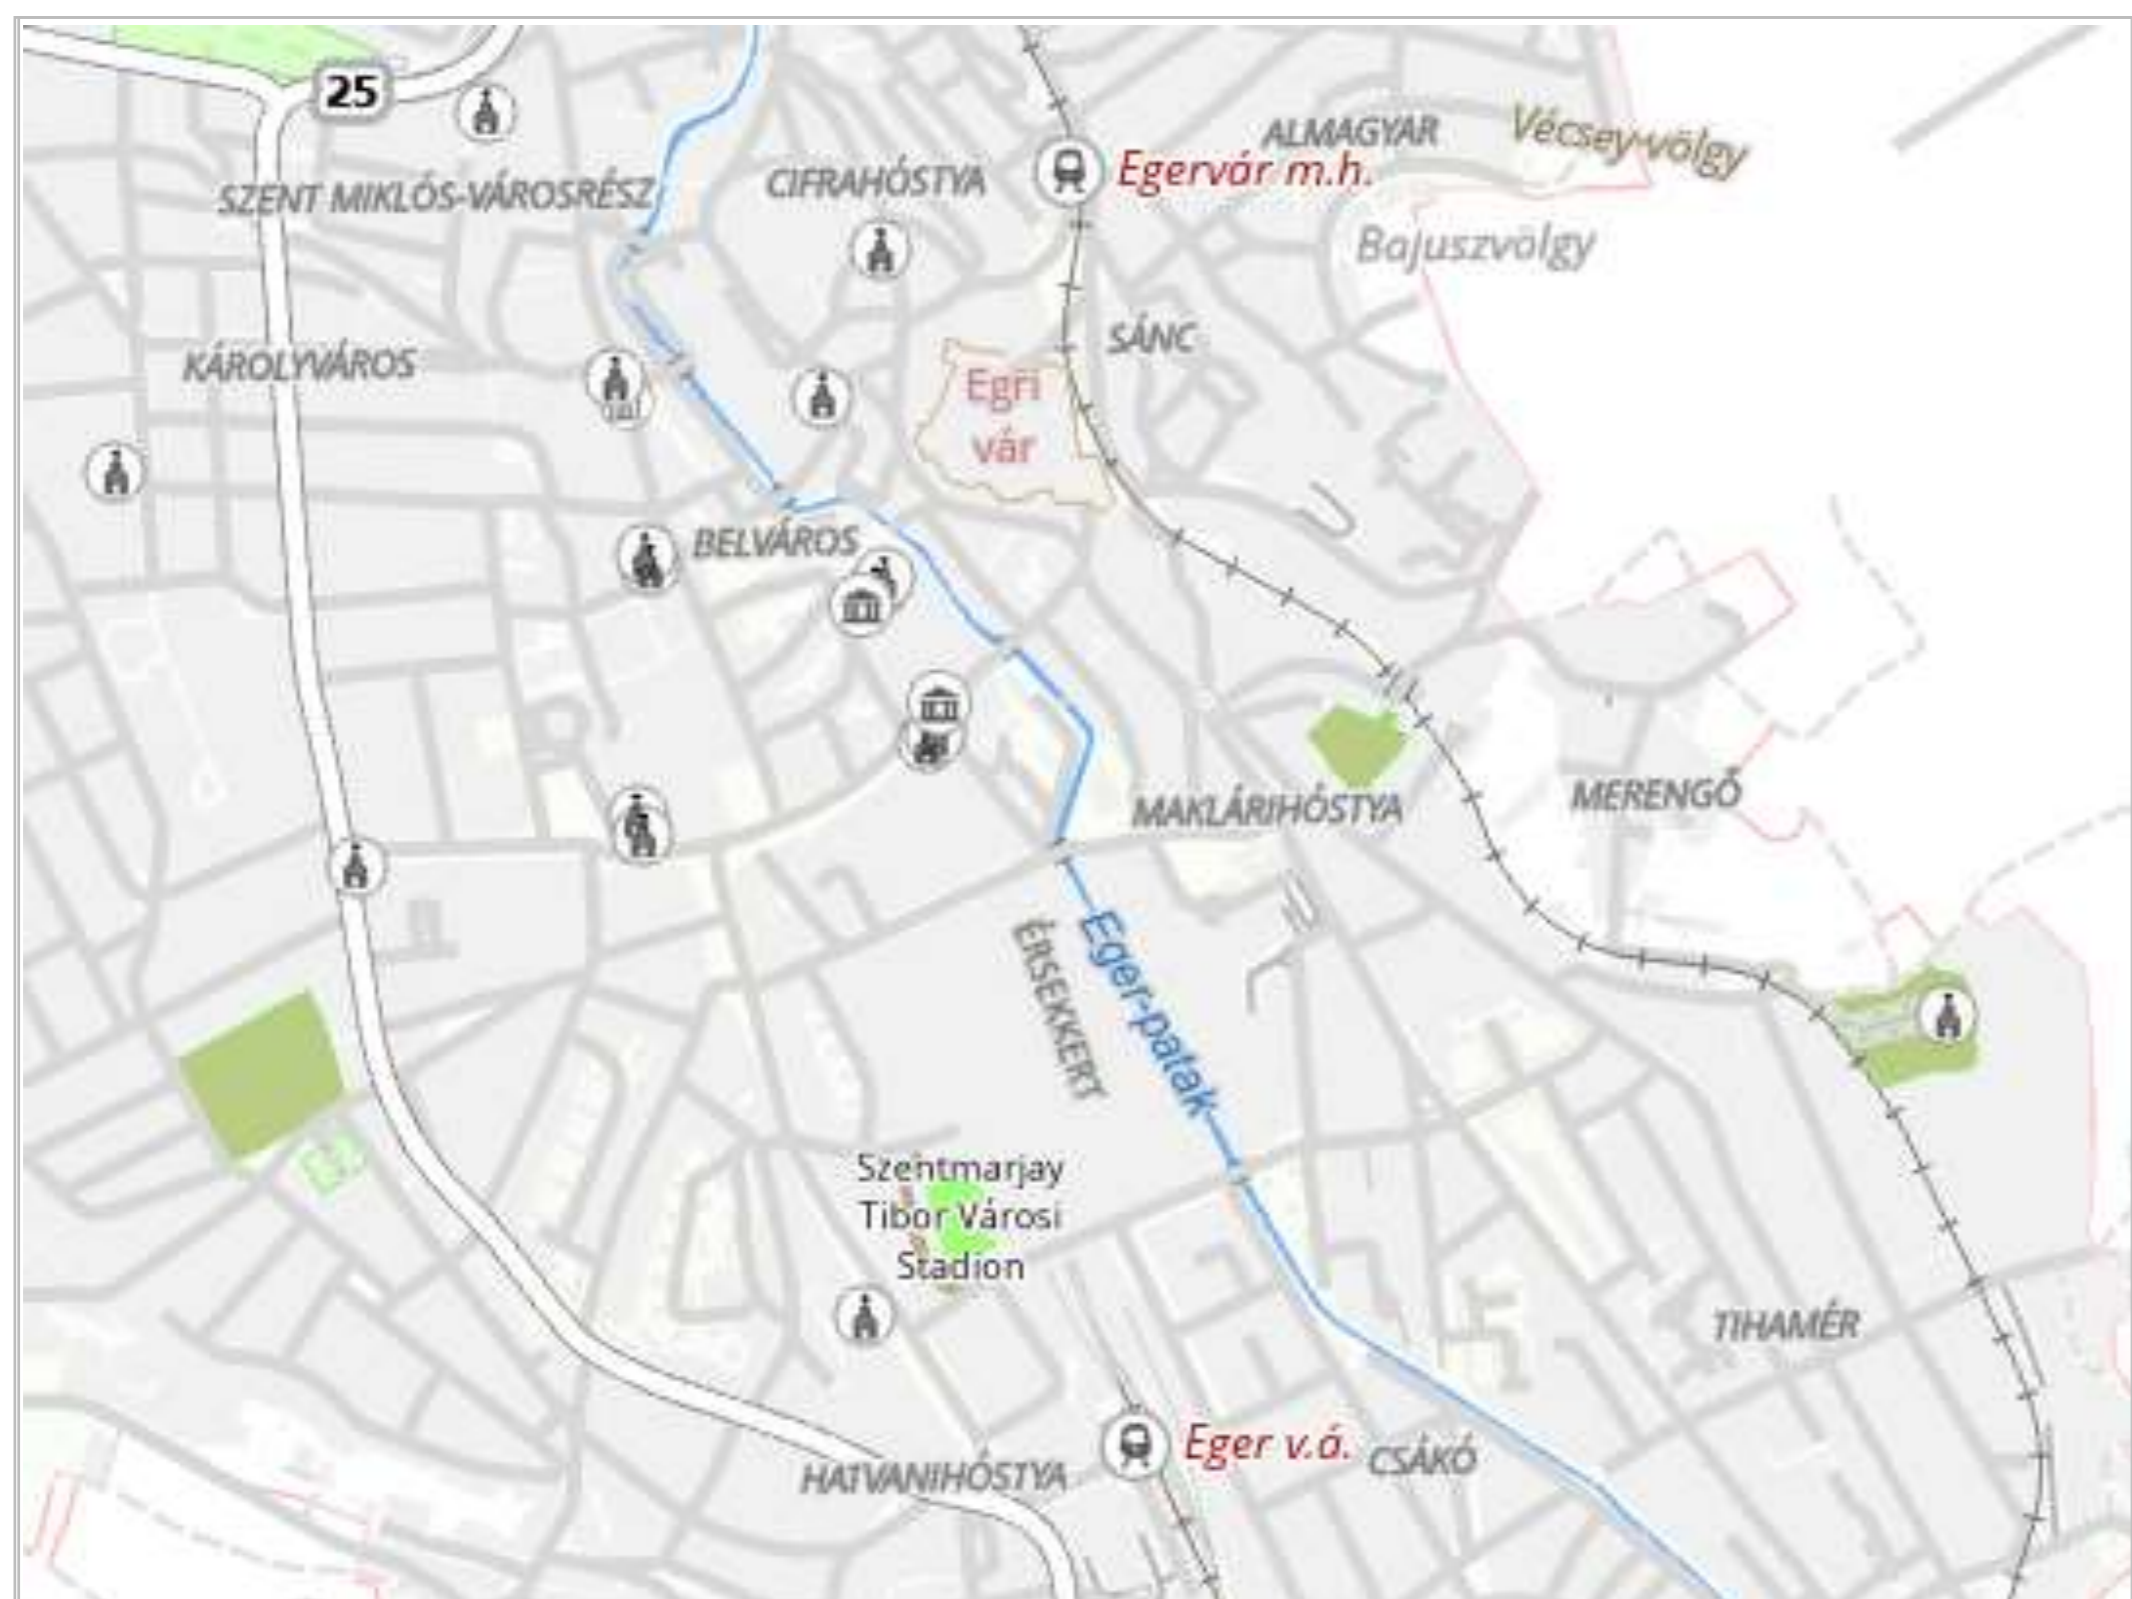 25
ALMAGYAR
Vécsey-völgy
SZENT MIKLÓS-VÁROSRÉSZ
CIFRAHÓSTYA
Egervár m.h.
Bajuszvölgy
SÁNC
KÁROLYVÁROS
Egri
vár
BELVÁROS
MAKLÁRIHÓSTYA
MERENGŐ
ÉRSEKKERT
Eger-patak
Szentmarjay
Tibor Városi
Stadion
TIHAMÉR
Eger v.á.
CSÁKÓ
HATVANIHÓSTYA